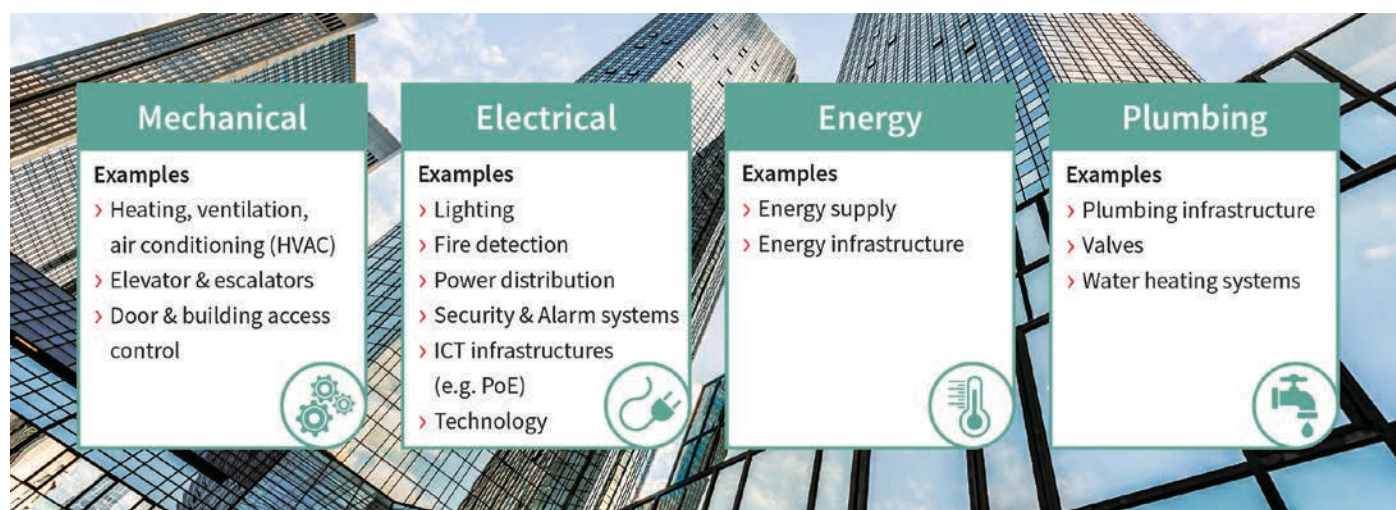 Mechanical
Examples
› Heating, ventilation,
air conditioning (HVAC)
› Elevator & escalators
› Door & building access
control
Electrical
Examples
› Lighting
› Fire detection
› Power distribution
› Security & Alarm systems
› ICT infrastructures
(e.g. PoE)
› Technology
Energy
Examples
› Energy supply
› Energy infrastructure
Plumbing
Examples
› Plumbing infrastructure
› Valves
› Water heating systems